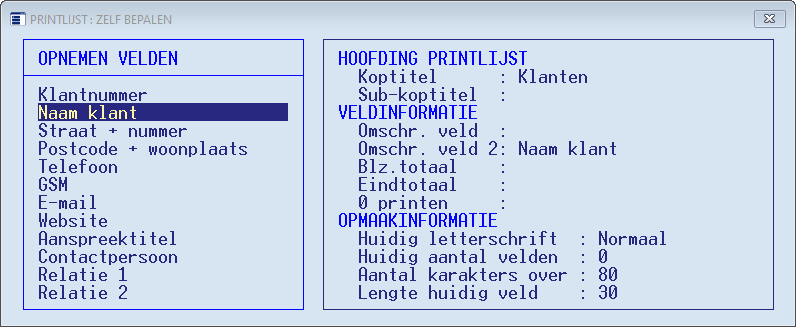 PRINTLIJST : ZELF BEPALEN
OPNEMEN VELDEN
Klantnummer
Naam klant
Straat + nummer
Postcode + woonplaats
Telefoon
GSM
E-mail
Website
Aanspreektitel
Contactpersoon
Relatie 1
Relatie 2
HOOFDING PRINTLIJST
Koptitel : Klanten
Sub-koptitel :
VELDINFORMATIE
Omschr. veld :
Omschr. veld 2: Naam klant
Blz.totaal :
Eindtotaal :
0 printen :
OPMAAKINFORMATIE
Huidig letterschrift : Normaal
Huidig aantal velden : 0
Aantal karakters over : 80
Lengte huidig veld : 30